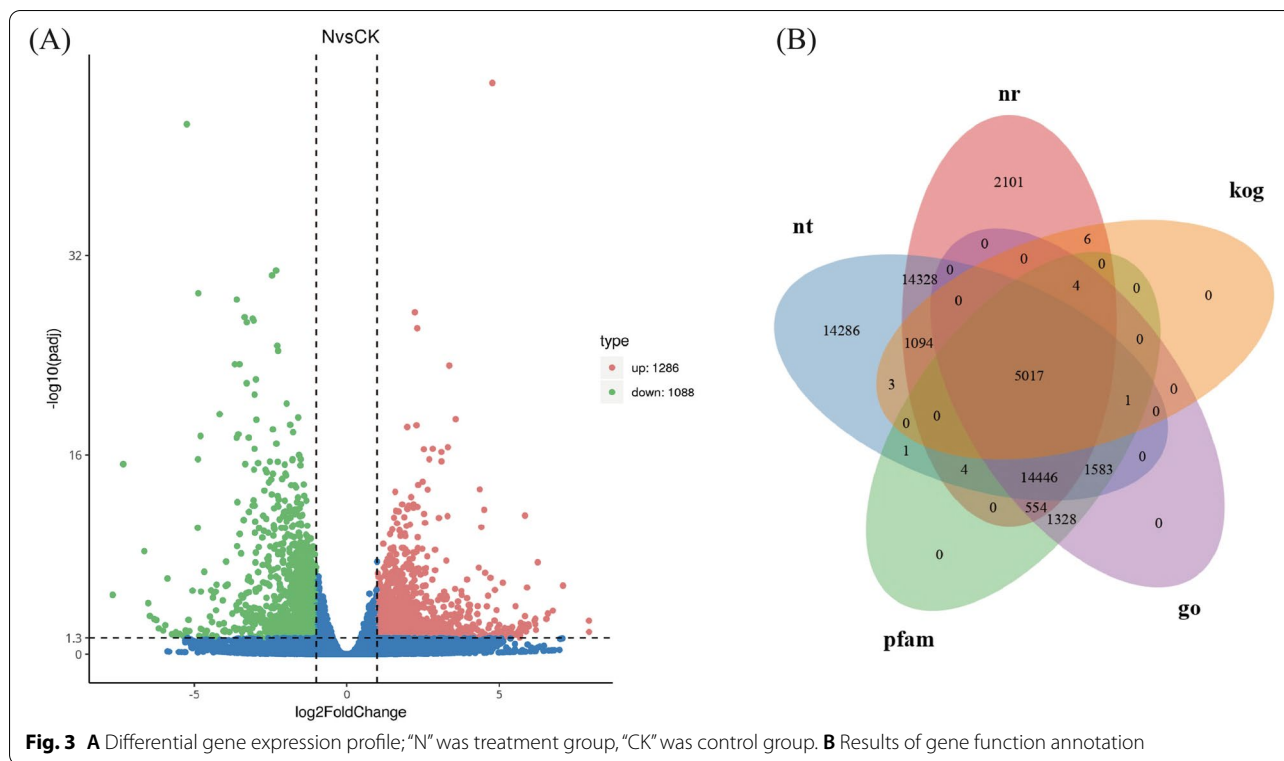 (A)
NvsCK
32
16
1.3
0
-log10(padj)
-5
0
5
log2FoldChange
type
up: 1286
down: 1088
(B)
nr
kog
nt
go
pfam
2101
6
0
0
0
0
14328
0
4
0
0
0
14286
1094
0
5017
3
0
1
0
0
0
1
4
14446
1583
0
0
554
1328
0
0
Fig. 3 A Differential gene expression profile; "N" was treatment group, "CK" was control group. B Results of gene function annotation